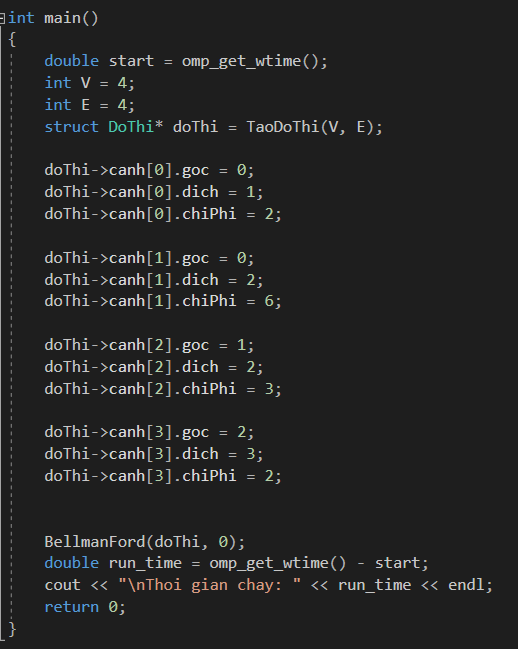 int main()
{
    double start = omp_get_wtime();
    int V = 4;
    int E = 4;
    struct DoThi* doThi = TaoDoThi(V, E);

    doThi->canh[0].goc = 0;
    doThi->canh[0].dich = 1;
    doThi->canh[0].chiPhi = 2;

    doThi->canh[1].goc = 0;
    doThi->canh[1].dich = 2;
    doThi->canh[1].chiPhi = 6;

    doThi->canh[2].goc = 1;
    doThi->canh[2].dich = 2;
    doThi->canh[2].chiPhi = 3;

    doThi->canh[3].goc = 2;
    doThi->canh[3].dich = 3;
    doThi->canh[3].chiPhi = 2;


    BellmanFord(doThi, 0);
    double run_time = omp_get_wtime() - start;
    cout << "\nThoi gian chay: " << run_time << endl;
    return 0;
}